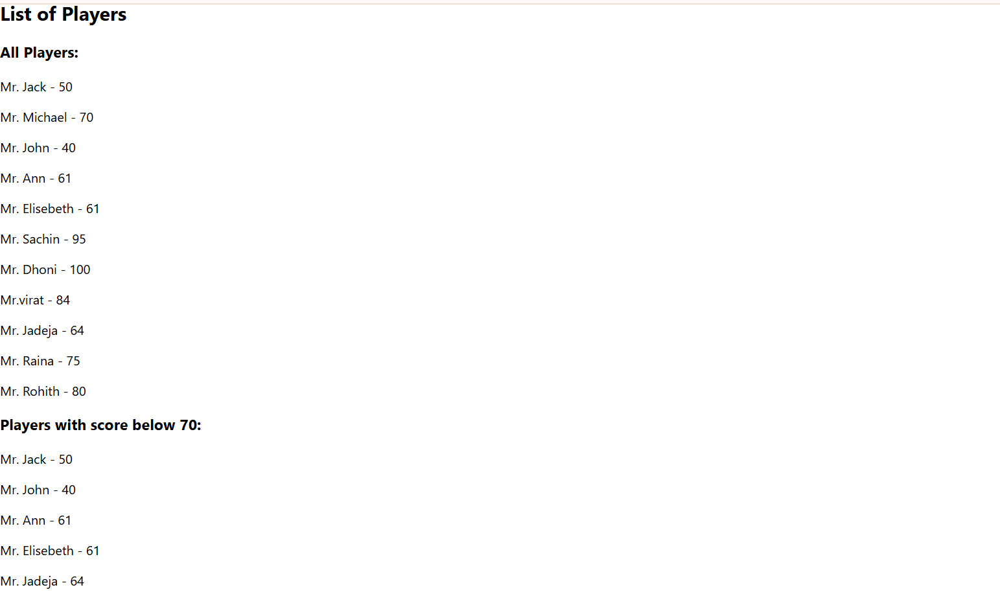 List of Players
All Players:
Mr. Jack - 50
Mr. Michael - 70
Mr. John - 40
Mr. Ann - 61
Mr. Elisebeth - 61
Mr. Sachin - 95
Mr. Dhoni - 100
Mr.virat - 84
Mr. Jadeja - 64
Mr. Raina - 75
Mr. Rohith - 80
Players with score below 70:
Mr. Jack - 50
Mr. John - 40
Mr. Ann - 61
Mr. Elisebeth - 61
Mr. Jadeja - 64